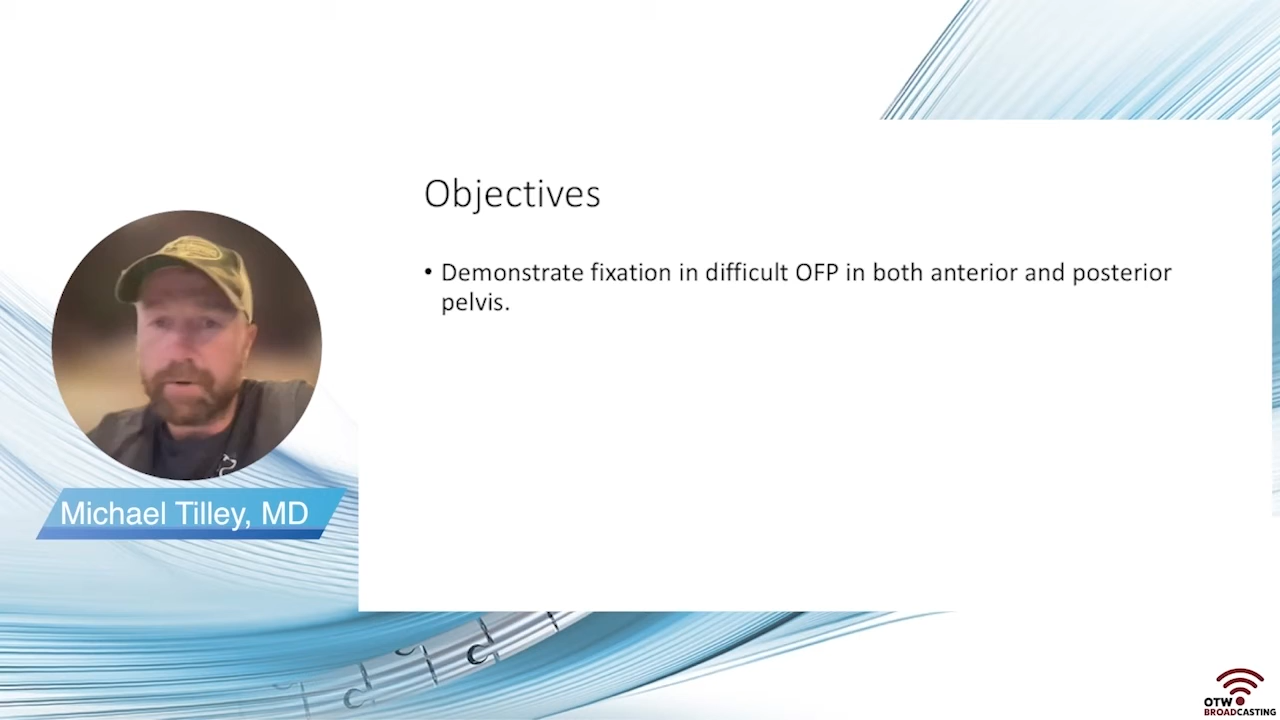 Objectives
• Demonstrate fixation in difficult OFP in both anterior and posterior
pelvis.
Michael Tilley, MD
OTW
BROADCASTING